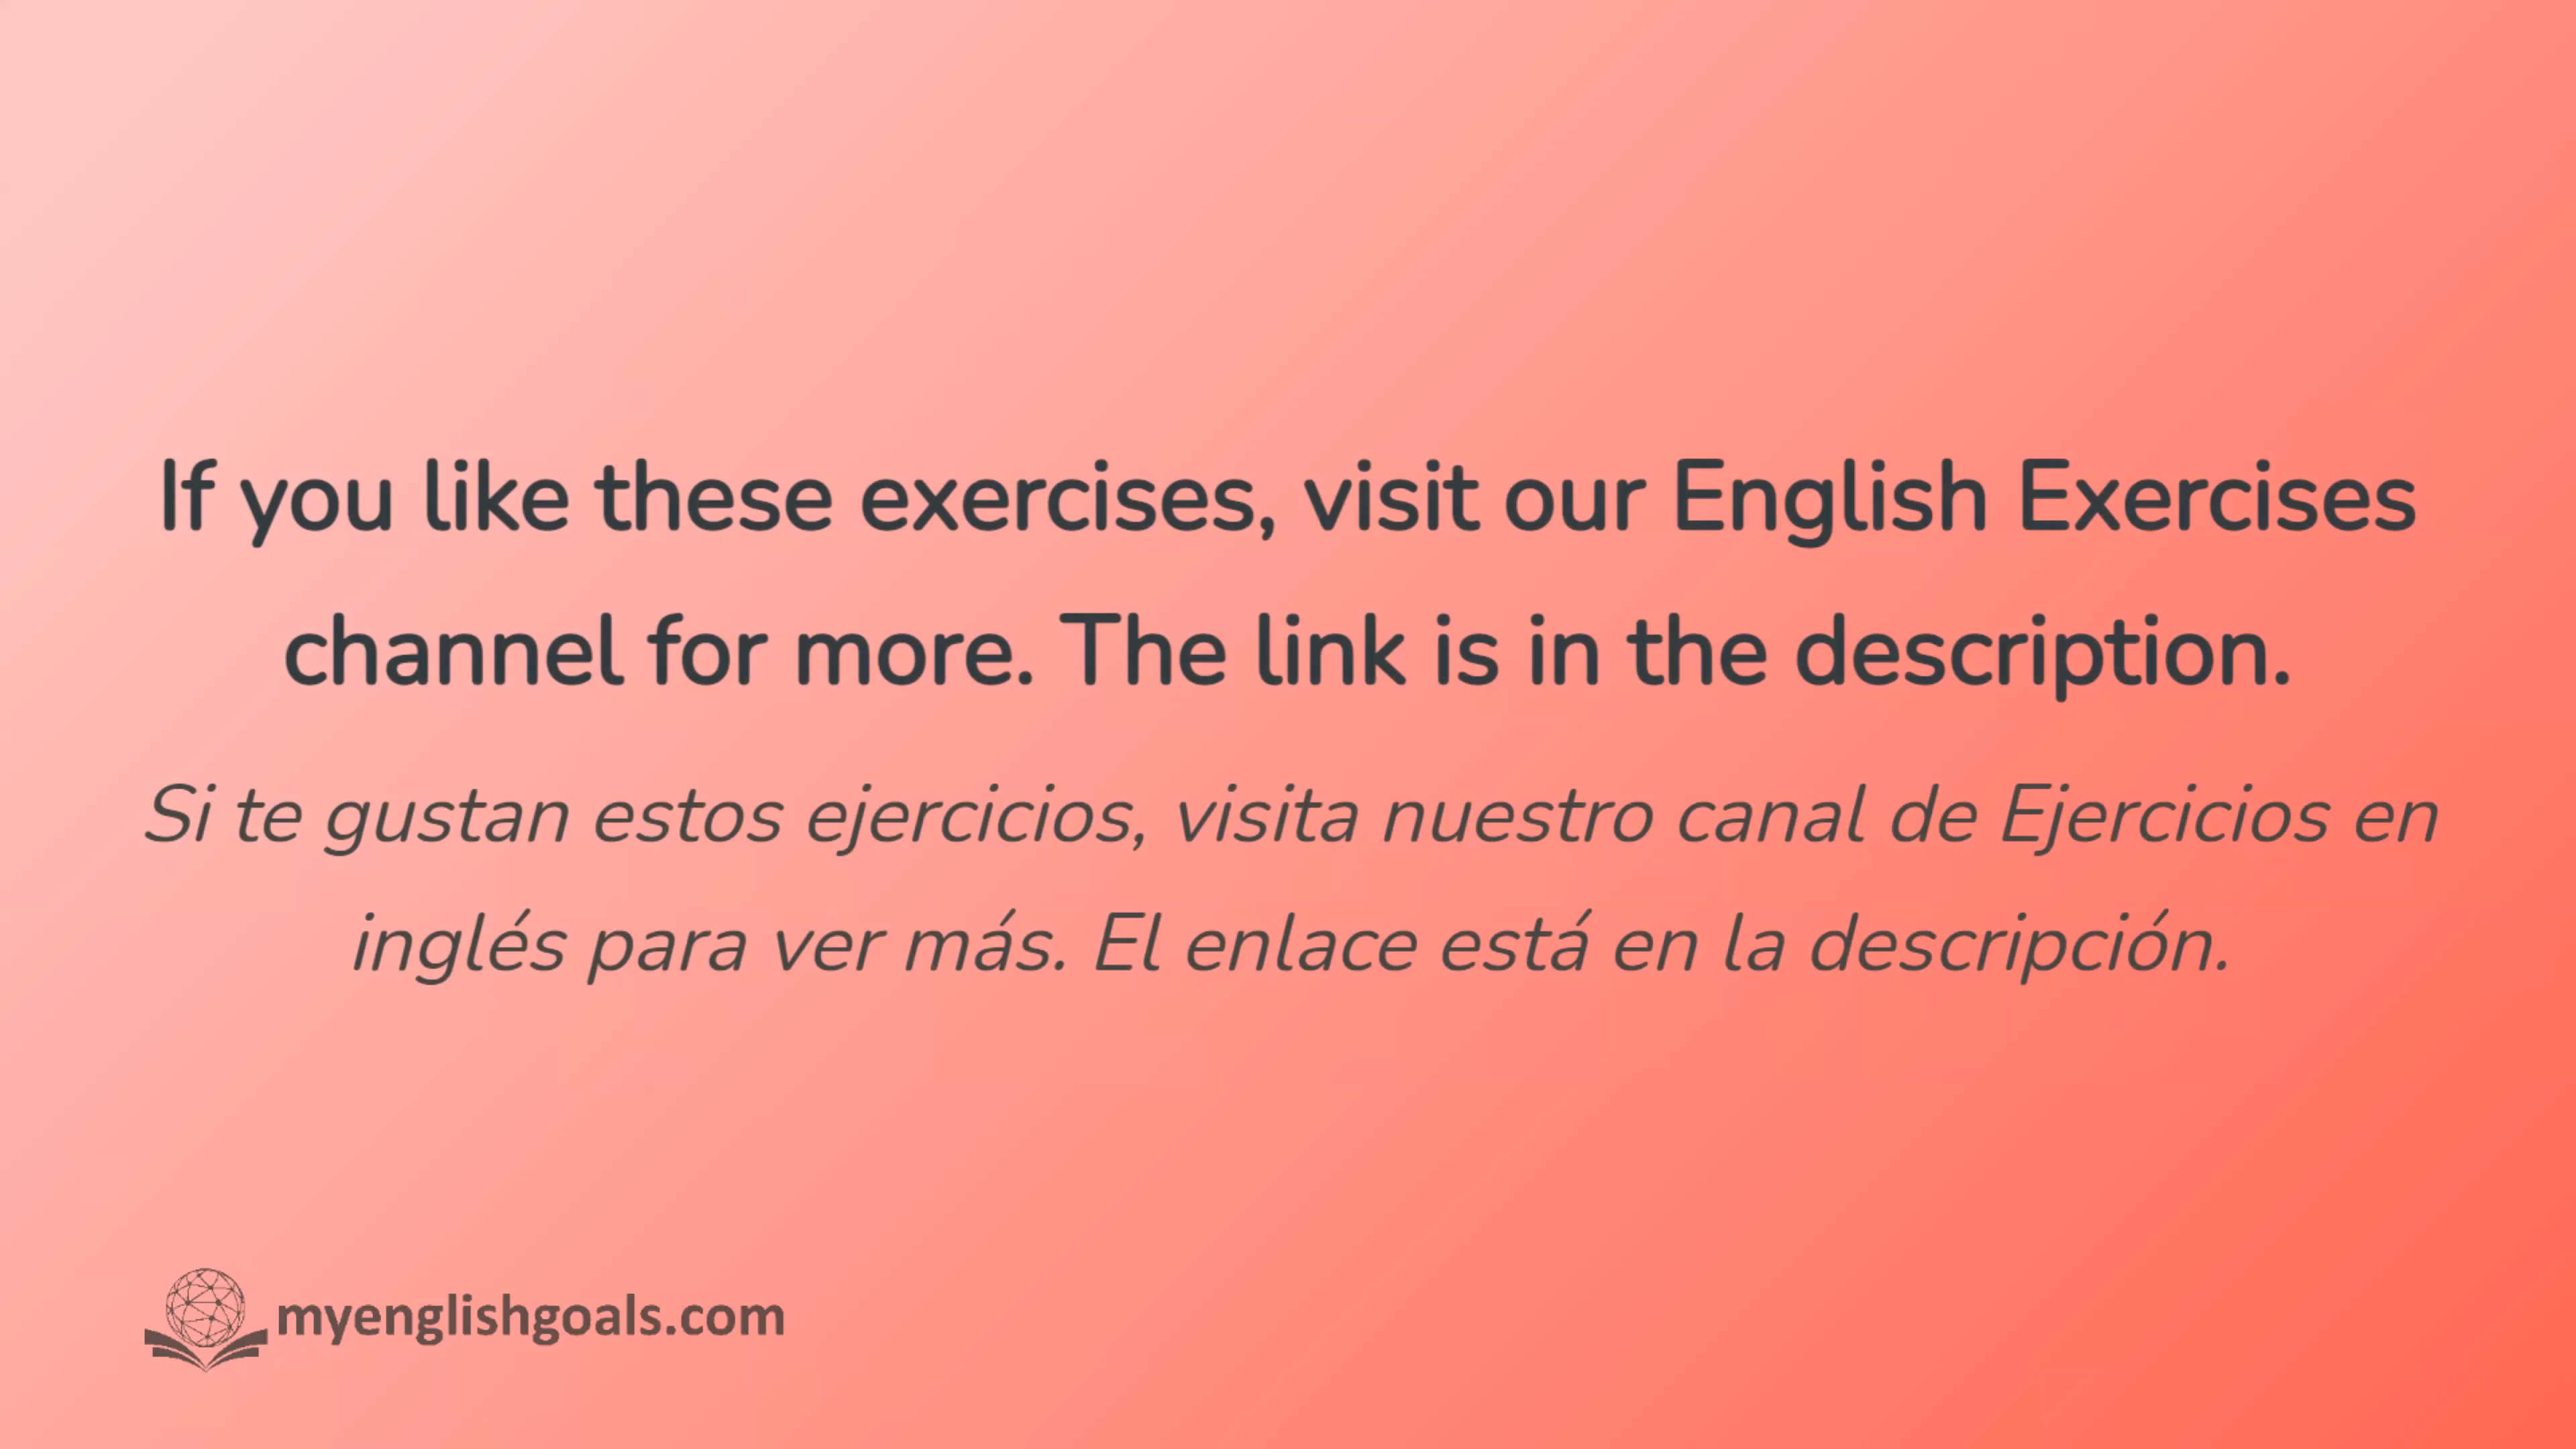 If you like these exercises, visit our English Exercises
channel for more. The link is in the description.
Si te gustan estos ejercicios, visita nuestro canal de Ejercicios en
inglés para ver más. El enlace está en la descripción.
myenglishgoals.com